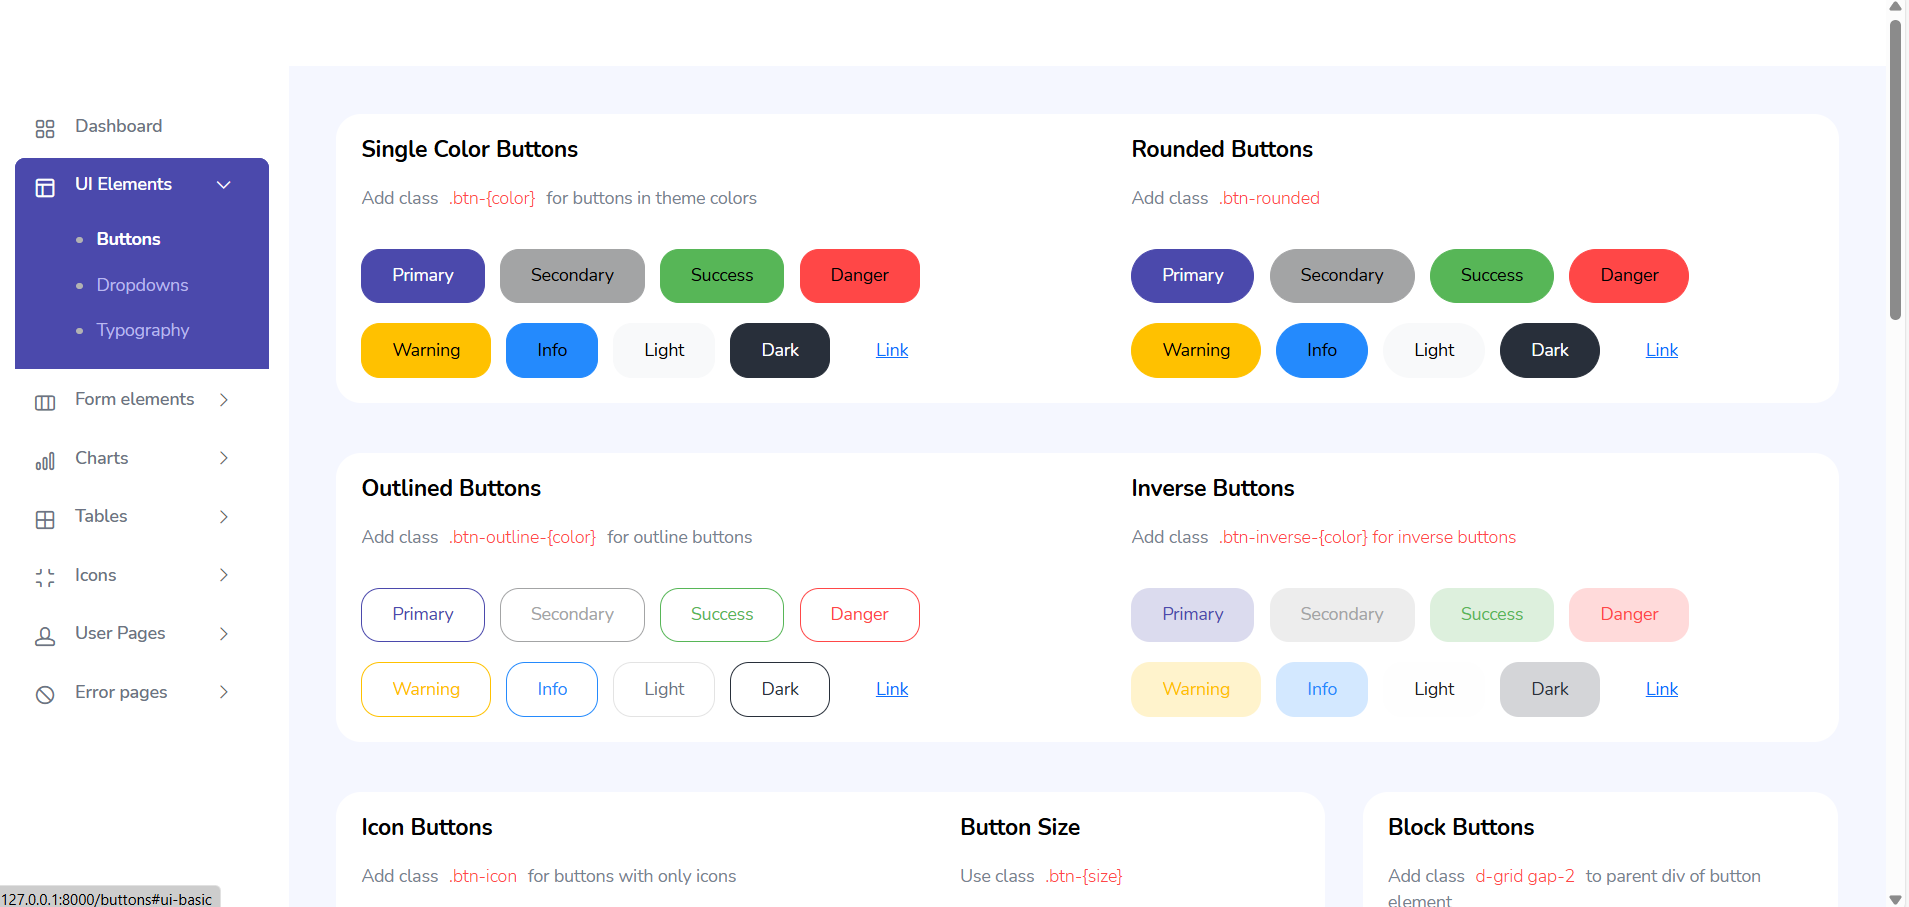 Dashboard
UI Elements
Buttons
Dropdowns
Typography
Form elements
Charts
Tables
Icons
User Pages
Error pages
Single Color Buttons
Add class .btn-{color} for buttons in theme colors
Primary Secondary Success Danger
Warning Info Light Dark Link
Rounded Buttons
Add class .btn-rounded
Primary Secondary Success Danger
Warning Info Light Dark Link
Outlined Buttons
Add class .btn-outline-{color} for outline buttons
Primary Secondary Success Danger
Warning Info Light Dark Link
Inverse Buttons
Add class .btn-inverse-{color} for inverse buttons
Primary Secondary Success Danger
Warning Info Light Dark Link
Icon Buttons
Add class .btn-icon for buttons with only icons
Button Size
Use class .btn-{size}
Block Buttons
Add class d-grid gap-2 to parent div of button
element
127.0.0.1:8000/buttons#ui-basic